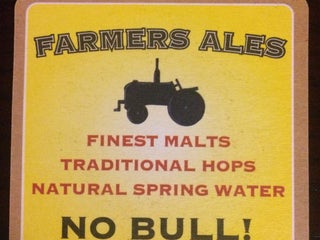 FARMERS ALES
FINEST MALTS
TRADITIONAL HOPS
NATURAL SPRING WATER
NO BULL!